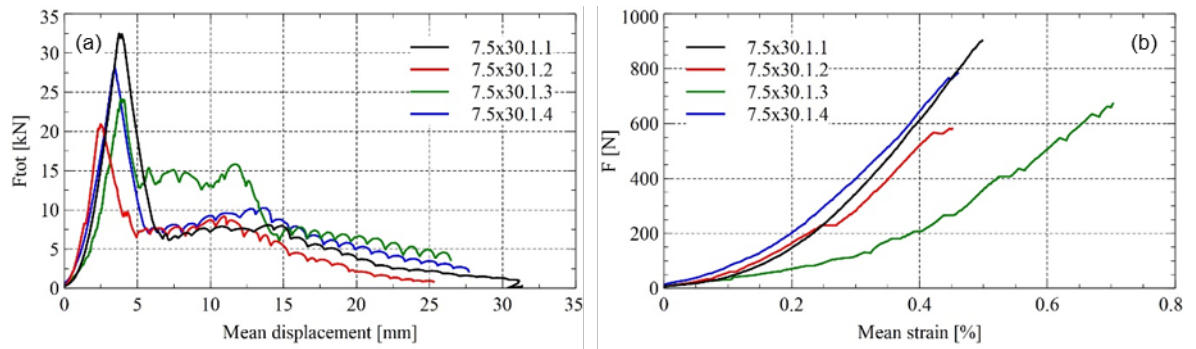 (a)
7.5x30.1.1
7.5x30.1.2
7.5x30.1.3
7.5x30.1.4
Ftot [kN]
35
30
25
20
15
10
5
0
0 5 10 15 20 25 30 35
Mean displacement [mm]
(b)
7.5x30.1.1
7.5x30.1.2
7.5x30.1.3
7.5x30.1.4
F [N]
1000
800
600
400
200
0
0 0.2 0.4 0.6 0.8
Mean strain [%]